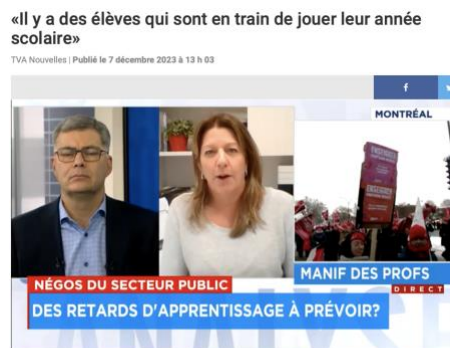 «Il y a des élèves qui sont en train de jouer leur année
scolaire»
TVA Nouvelles | Publié le 7 décembre 2023 à 13 h 03
f
MONTRÉAL
MANIF DES PROFS
DIRECT
NÉGOS DU SECTEUR PUBLIC
DES RETARDS D'APPRENTISSAGE À PRÉVOIR?